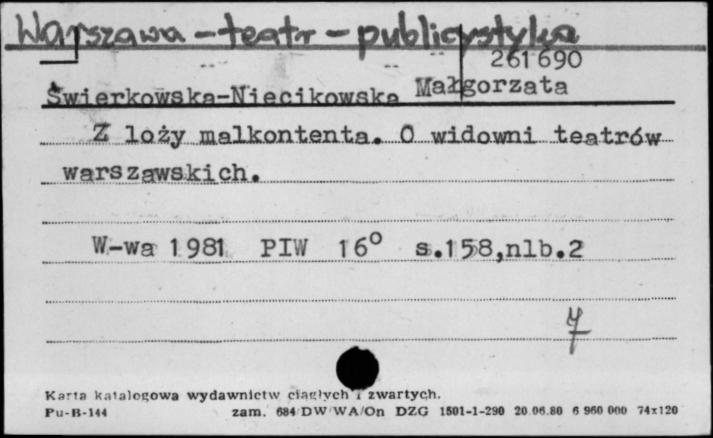 Warszawa – teatr – publicystyka
261690
Świerkowska-Niecikowska Małgorzata
Z loży malkontenta. O widowni teatrów
warszawskich.
W-wa 1981 PIW 16° s.158,nlb.2
Karta katalogowa wydawnictw ciągłych i zwartych.
Pu-B-144 zam. 684/DW/WA/On DZG 1501-1-290 20.06.80 6 960 000 74x120